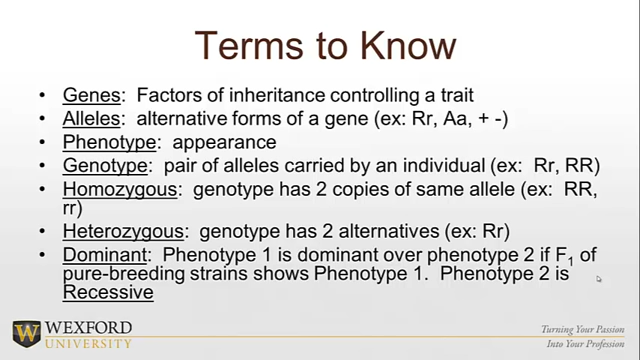 Terms to Know
• Genes: Factors of inheritance controlling a trait
• Alleles: alternative forms of a gene (ex: Rr, Aa, + -)
• Phenotype: appearance
• Genotype: pair of alleles carried by an individual (ex: Rr, RR)
• Homozygous: genotype has 2 copies of same allele (ex: RR,
rr)
• Heterozygous: genotype has 2 alternatives (ex: Rr)
• Dominant: Phenotype 1 is dominant over phenotype 2 if F₁ of
pure-breeding strains shows Phenotype 1. Phenotype 2 is
Recessive
W WEXFORD
UNIVERSITY
Turning Your Passion
Into Your Profession